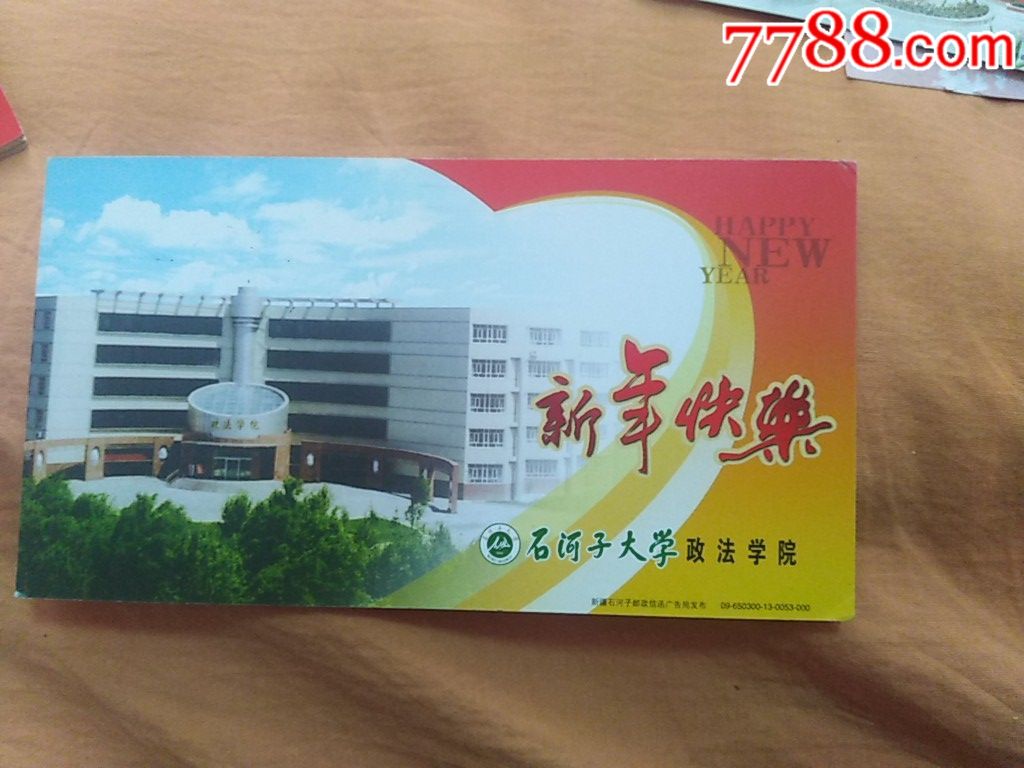 7788.com
HAPPY
NEW
YEAR
新年快樂
政法学院
石河子大学 政法学院
新疆石河子邮政信函广告局发布 09-650300-13-0053-000